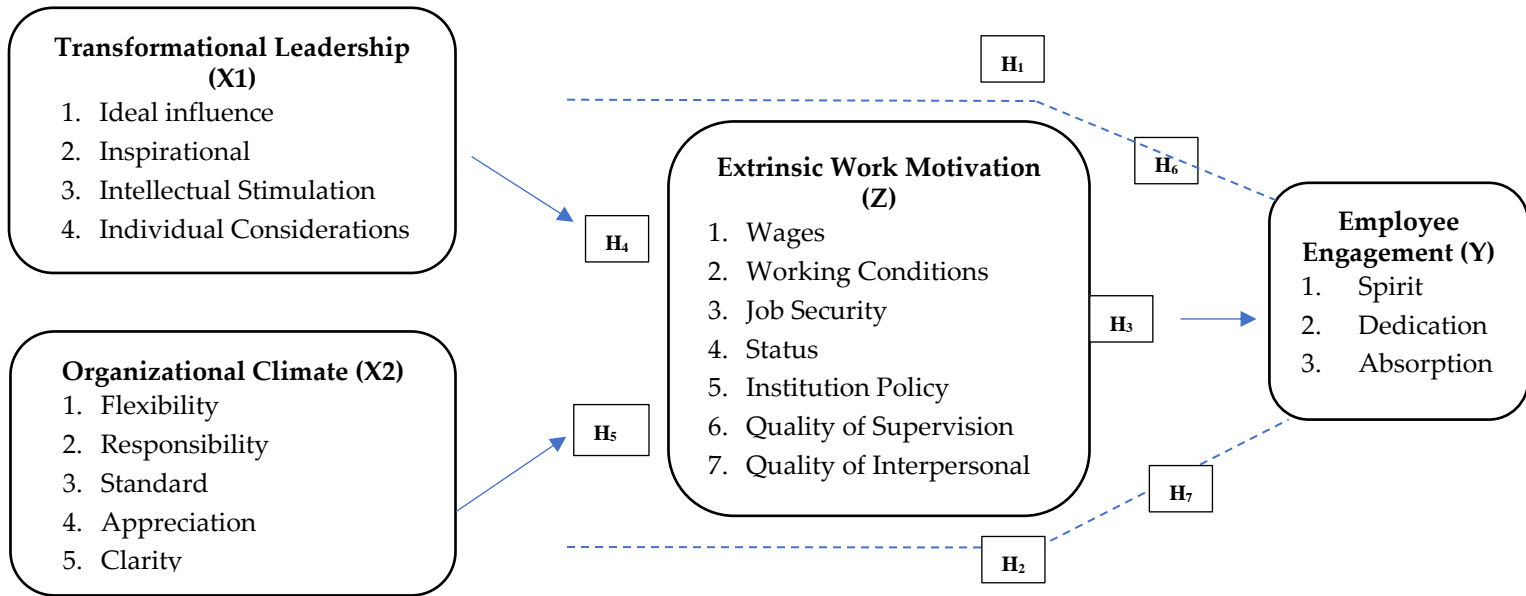 Transformational Leadership
(X1)
1. Ideal influence
2. Inspirational
3. Intellectual Stimulation
4. Individual Considerations
Organizational Climate (X2)
1. Flexibility
2. Responsibility
3. Standard
4. Appreciation
5. Clarity
H₄
H₅
Extrinsic Work Motivation
(Z)
1. Wages
2. Working Conditions
3. Job Security
4. Status
5. Institution Policy
6. Quality of Supervision
7. Quality of Interpersonal
H₁
H₆
H₃
H₇
H₂
Employee
Engagement (Y)
1. Spirit
2. Dedication
3. Absorption